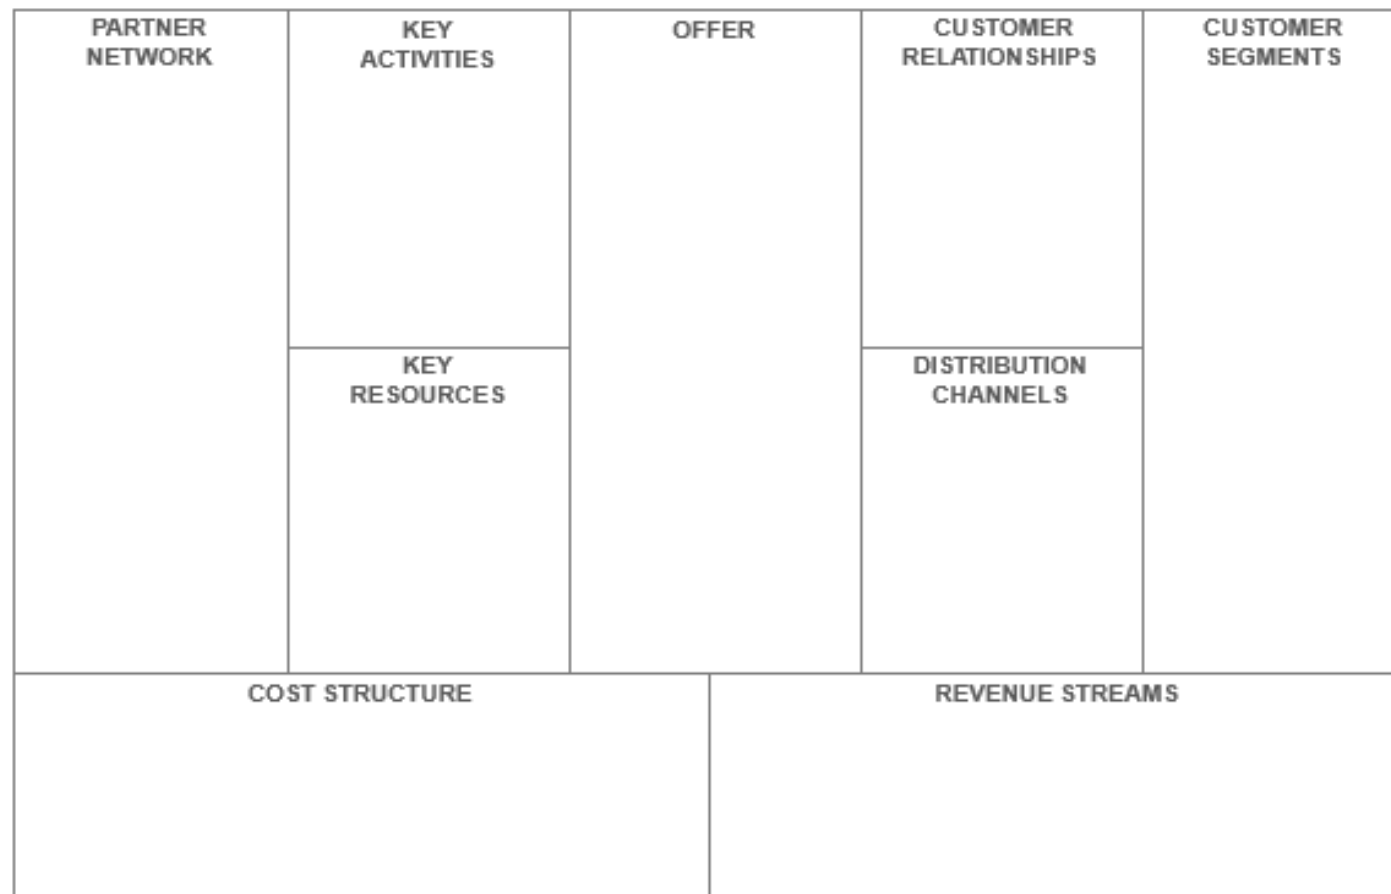 PARTNER
NETWORK
KEY
ACTIVITIES
KEY
RESOURCES
OFFER
CUSTOMER
RELATIONSHIPS
DISTRIBUTION
CHANNELS
CUSTOMER
SEGMENTS
COST STRUCTURE
REVENUE STREAMS